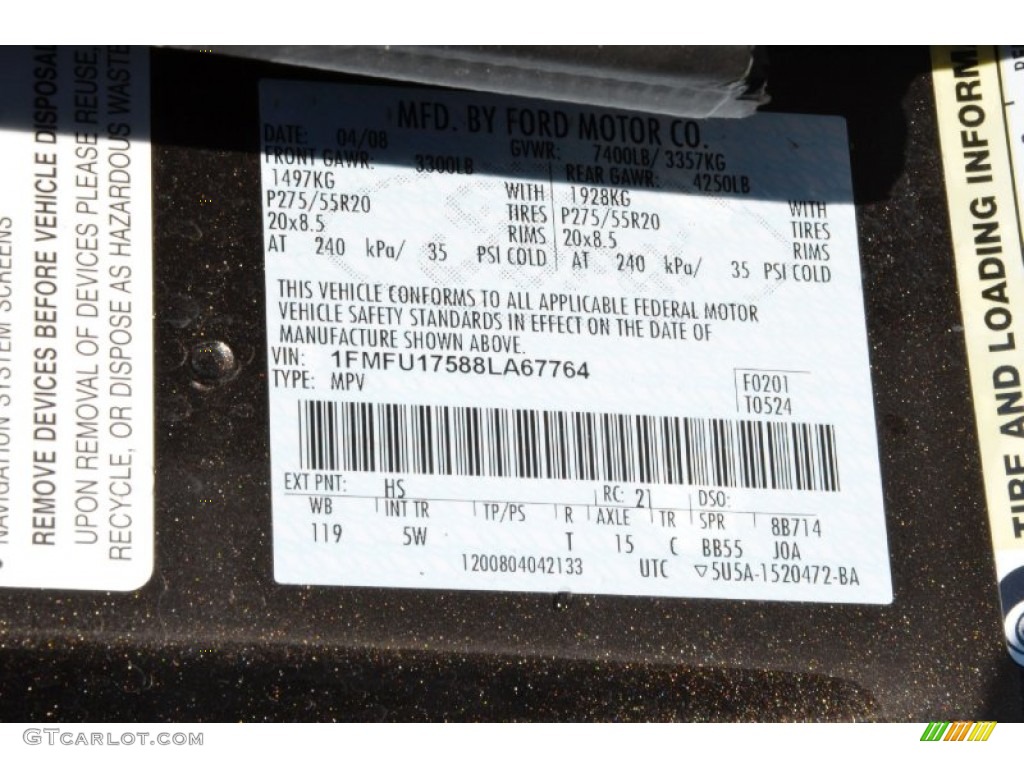 NAVIGATION SYSTEM SCREENS
REMOVE DEVICES BEFORE VEHICLE DISPOSAL
UPON REMOVAL OF DEVICES PLEASE REUSE,
RECYCLE, OR DISPOSE AS HAZARDOUS WASTE
MFD. BY FORD MOTOR CO.
DATE: 04/08 GVWR: 7400LB/ 3357KG
FRONT GAWR: 3300LB REAR GAWR: 4250LB
1497KG WITH 1928KG WITH
P275/55R20 TIRES P275/55R20 TIRES
20x8.5 RIMS 20x8.5 RIMS
AT 240 kPa/ 35 PSI COLD AT 240 kPa/ 35 PSI COLD
THIS VEHICLE CONFORMS TO ALL APPLICABLE FEDERAL MOTOR
VEHICLE SAFETY STANDARDS IN EFFECT ON THE DATE OF
MANUFACTURE SHOWN ABOVE.
VIN: 1FMFU17588LA67764
TYPE: MPV
F0201
T0524
EXT PNT: HS RC: 21 DSO:
WB INT TR TP/PS R AXLE TR SPR 8B714
119 5W T 15 C BB55 J0A
1200804042133 UTC ▽5U5A-1520472-BA
TIRE AND LOADING INFORM
GTcarlot.com